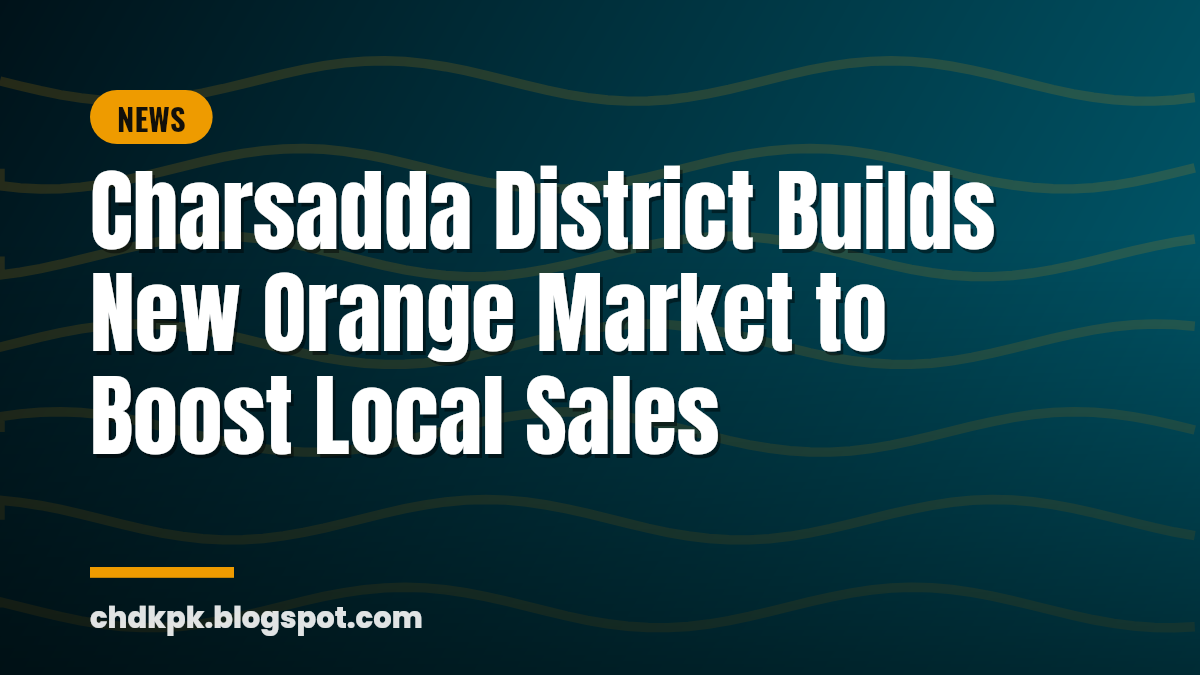 NEWS
Charsadda District Builds
New Orange Market to
Boost Local Sales
chdkpk.blogspot.com